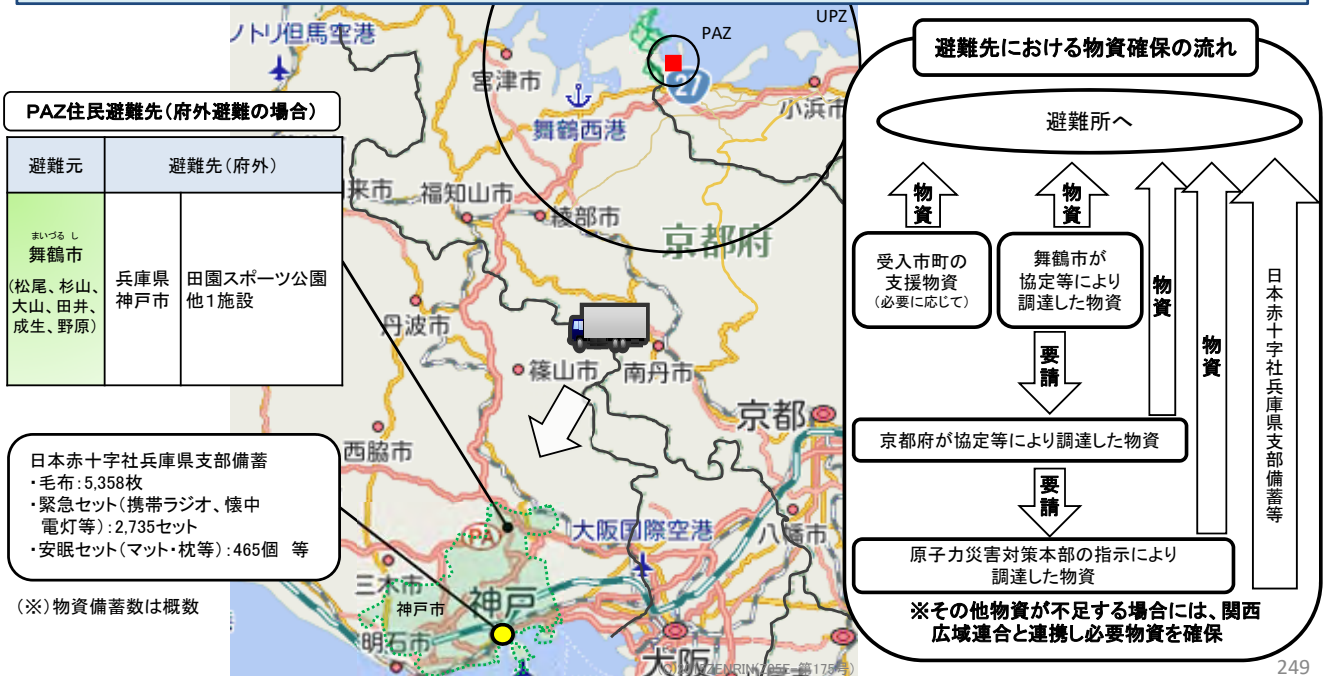 PAZ住民避難先(府外避難の場合)
避難元
避難先(府外)
まいづる し
舞鶴市
(松尾、杉山、
大山、田井、
成生、野原)
兵庫県
神戸市
田園スポーツ公園
他1施設
日本赤十字社兵庫県支部備蓄
・毛布:5,358枚
・緊急セット(携帯ラジオ、懐中
電灯等):2,735セット
・安眠セット(マット・枕等):465個 等
(※)物資備蓄数は概数
UPZ
PAZ
ノトリ但馬空港
宮津市
27
小浜市
舞鶴西港
来市
福知山市
綾部市
京都府
丹波市
篠山市
南丹市
京都
西脇市
大阪国際空港
八幡市
PA
三木市
神戸市
神戸
明石市
大阪
避難先における物資確保の流れ
避難所へ
物資
物資
物資
物資
受入市町の
支援物資
(必要に応じて)
舞鶴市が
協定等により
調達した物資
日本赤十字社兵庫県支部備蓄等
要請
京都府が協定等により調達した物資
要請
原子力災害対策本部の指示により
調達した物資
※その他物資が不足する場合には、関西
広域連合と連携し必要物資を確保
249